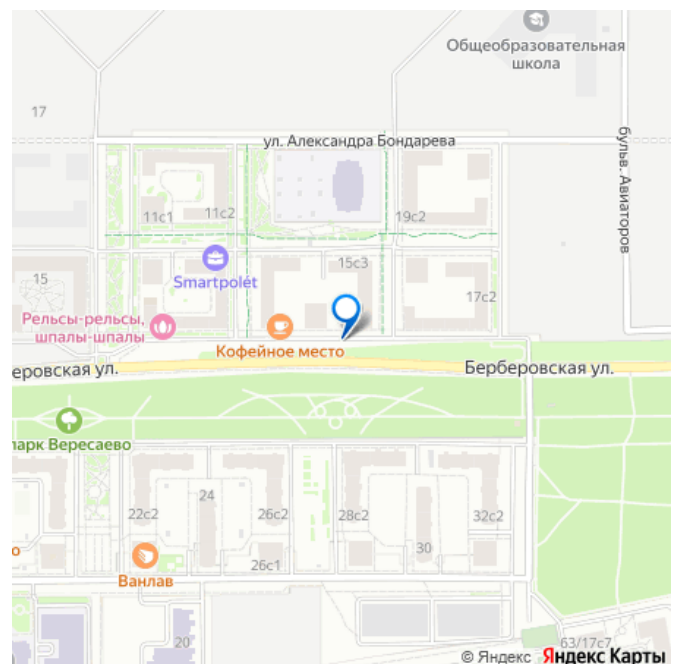 Общеобразовательная
школа
17
ул. Александра Бондарева
бульв. Авиаторов
11с1
11с2
19с2
15с3
15
Smartpolét
17с2
Рельсы-рельсы,
шпалы-шпалы
Кофейное место
еровская ул.
Берберовская ул.
парк Вересаево
24
22с2
26с2
28с2
32с2
30
о
26с1
Ванлав
20
63/17с7
© Яндекс Яндекс Карты